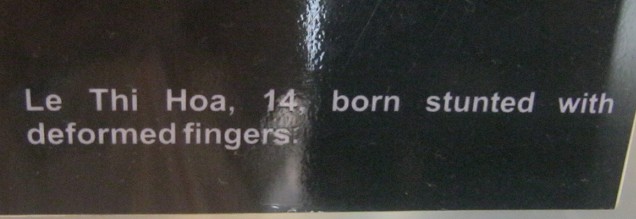 Le Thi Hoa, 14, born stunted with
deformed fingers.